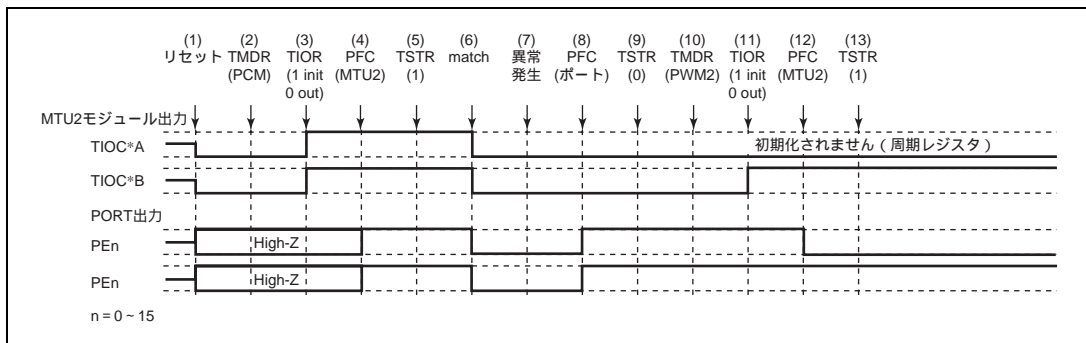 (1) (2) (3) (4) (5) (6) (7) (8) (9) (10) (11) (12) (13)
リセット TMDR TIOR PFC TSTR match 異常 PFC TSTR TMDR TIOR PFC TSTR
(PCM) (1 init (MTU2) (1) 発生 (ポート) (0) (PWM2) (1 init (MTU2) (1)
0 out) 0 out)
MTU2モジュール出力
TIOC*A 初期化されません（周期レジスタ）
TIOC*B
PORT出力
PEn High-Z
PEn High-Z
n = 0 ~ 15